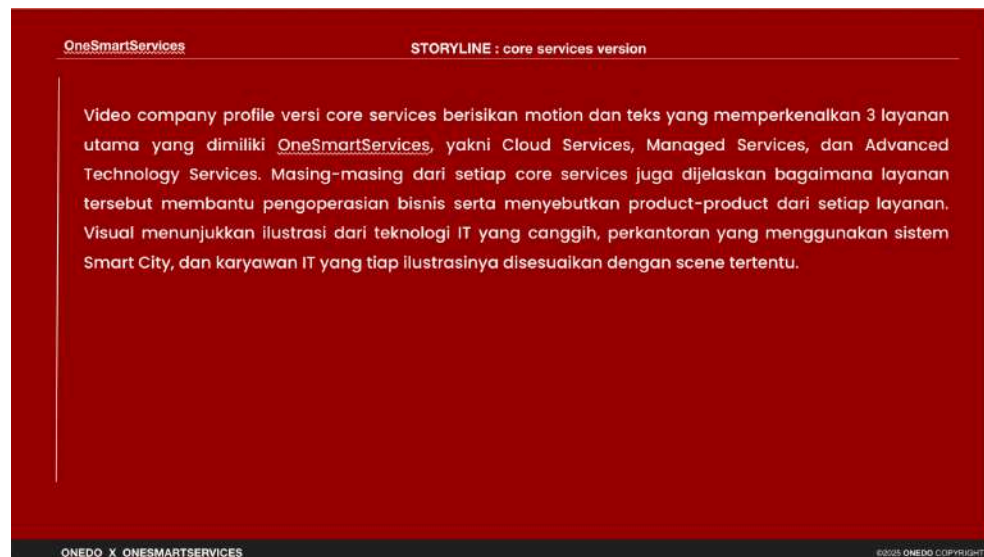 OneSmartServices
STORYLINE : core services version
Video company profile versi core services berisikan motion dan teks yang memperkenalkan 3 layanan
utama yang dimiliki OneSmartServices, yakni Cloud Services, Managed Services, dan Advanced
Technology Services. Masing-masing dari setiap core services juga dijelaskan bagaimana layanan
tersebut membantu pengoperasian bisnis serta menyebutkan product-product dari setiap layanan.
Visual menunjukkan ilustrasi dari teknologi IT yang canggih, perkantoran yang menggunakan sistem
Smart City, dan karyawan IT yang tiap ilustrasinya disesuaikan dengan scene tertentu.
ONEDO X ONESMARTSERVICES
©2025 ONEDO COPYRIGHT